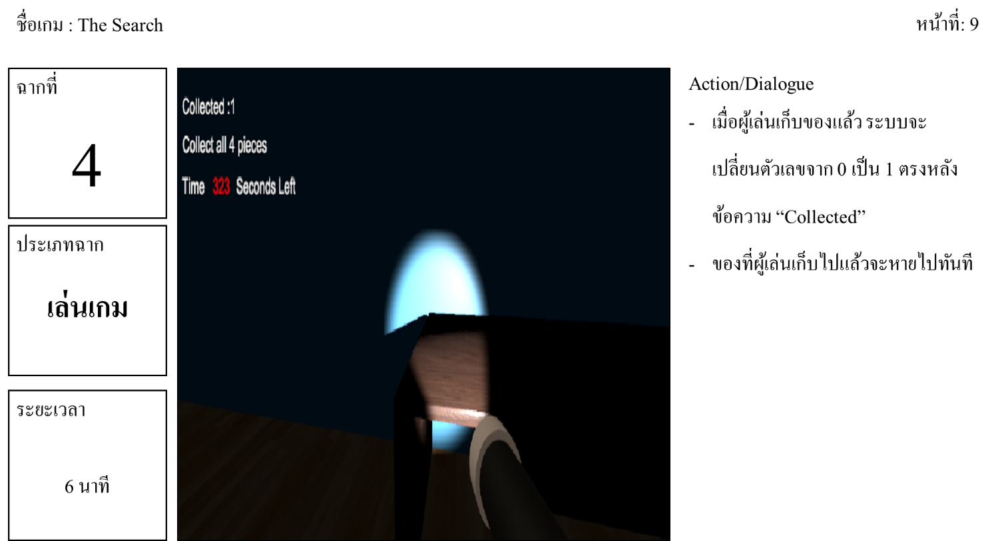 ชื่อเกม : The Search
หน้าที่: 9
ฉากที่
4
ประเภทฉาก
เล่นเกม
ระยะเวลา
6 นาที
Collected :1
Collect all 4 pieces
Time 323 Seconds Left
Action/Dialogue
- เมื่อผู้เล่นเก็บของแล้ว ระบบจะ
เปลี่ยนตัวเลขจาก 0 เป็น 1 ตรงหลัง
ข้อความ “Collected”
- ของที่ผู้เล่นเก็บไปแล้วจะหายไปทันที